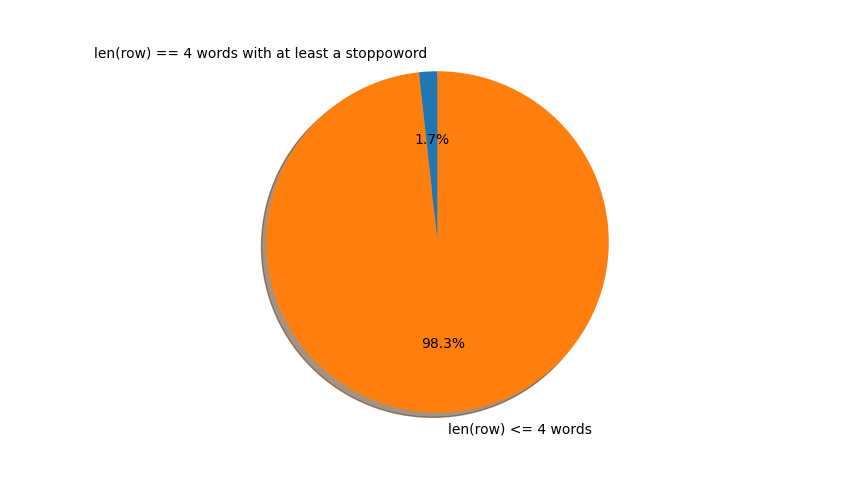 len(row) == 4 words with at least a stoppoword
1.7%
98.3%
len(row) <= 4 words